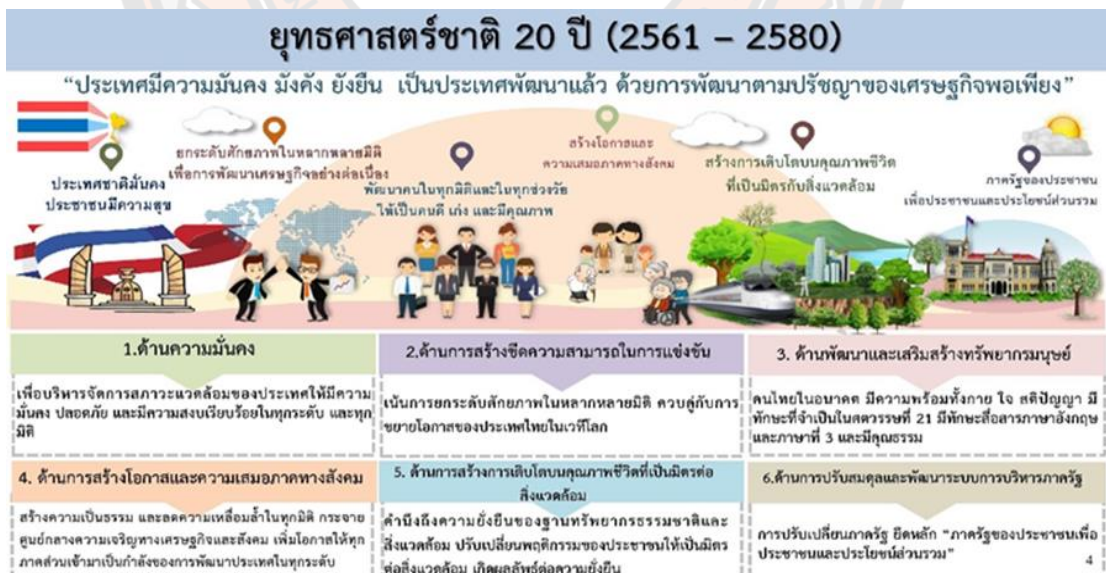 ยุทธศาสตร์ชาติ 20 ปี (2561 – 2580)
“ประเทศมีความมั่นคง มั่งคั่ง ยั่งยืน เป็นประเทศพัฒนาแล้ว ด้วยการพัฒนาตามปรัชญาของเศรษฐกิจพอเพียง”
ประเทศชาติมั่นคง
ประชาชนมีความสุข
ยกระดับศักยภาพในหลากหลายมิติ
เพื่อการพัฒนาเศรษฐกิจอย่างต่อเนื่อง
พัฒนาคนในทุกมิติและในทุกช่วงวัย
ให้เป็นคนดี เก่ง และมีคุณภาพ
สร้างโอกาสและ
ความเสมอภาคทางสังคม
สร้างการเติบโตบนคุณภาพชีวิต
ที่เป็นมิตรกับสิ่งแวดล้อม
ภาครัฐของประชาชน
เพื่อประชาชนและประโยชน์ส่วนรวม
1.ด้านความมั่นคง
เพื่อบริหารจัดการสภาวะแวดล้อมของประเทศให้มีความ
มั่นคง ปลอดภัย และมีความสงบเรียบร้อยในทุกระดับ และทุก
มิติ
2.ด้านการสร้างขีดความสามารถในการแข่งขัน
เน้นการยกระดับศักยภาพในหลากหลายมิติ ควบคู่กับการ
ขยายโอกาสของประเทศไทยในเวทีโลก
3. ด้านพัฒนาและเสริมสร้างทรัพยากรมนุษย์
คนไทยในอนาคต มีความพร้อมทั้งกาย ใจ สติปัญญา มี
ทักษะที่จำเป็นในศตวรรษที่ 21 มีทักษะสื่อสารภาษาอังกฤษ
และภาษาที่ 3 และมีคุณธรรม
4. ด้านการสร้างโอกาสและความเสมอภาคทางสังคม
สร้างความเป็นธรรม และลดความเหลื่อมล้ำในทุกมิติ กระจาย
ศูนย์กลางความเจริญทางเศรษฐกิจและสังคม เพิ่มโอกาสให้ทุก
ภาคส่วนเข้ามาเป็นกำลังของการพัฒนาประเทศในทุกระดับ
5. ด้านการสร้างการเติบโตบนคุณภาพชีวิตที่เป็นมิตรต่อ
สิ่งแวดล้อม
คำนึงถึงความยั่งยืนของฐานทรัพยากรธรรมชาติและ
สิ่งแวดล้อม ปรับเปลี่ยนพฤติกรรมของประชาชนให้เป็นมิตร
ต่อสิ่งแวดล้อม เกิดผลลัพธ์ต่อความยั่งยืน
6.ด้านการปรับสมดุลและพัฒนาระบบการบริหารภาครัฐ
การปรับเปลี่ยนภาครัฐ ยึดหลัก “ภาครัฐของประชาชนเพื่อ
ประชาชนและประโยชน์ส่วนรวม”
4